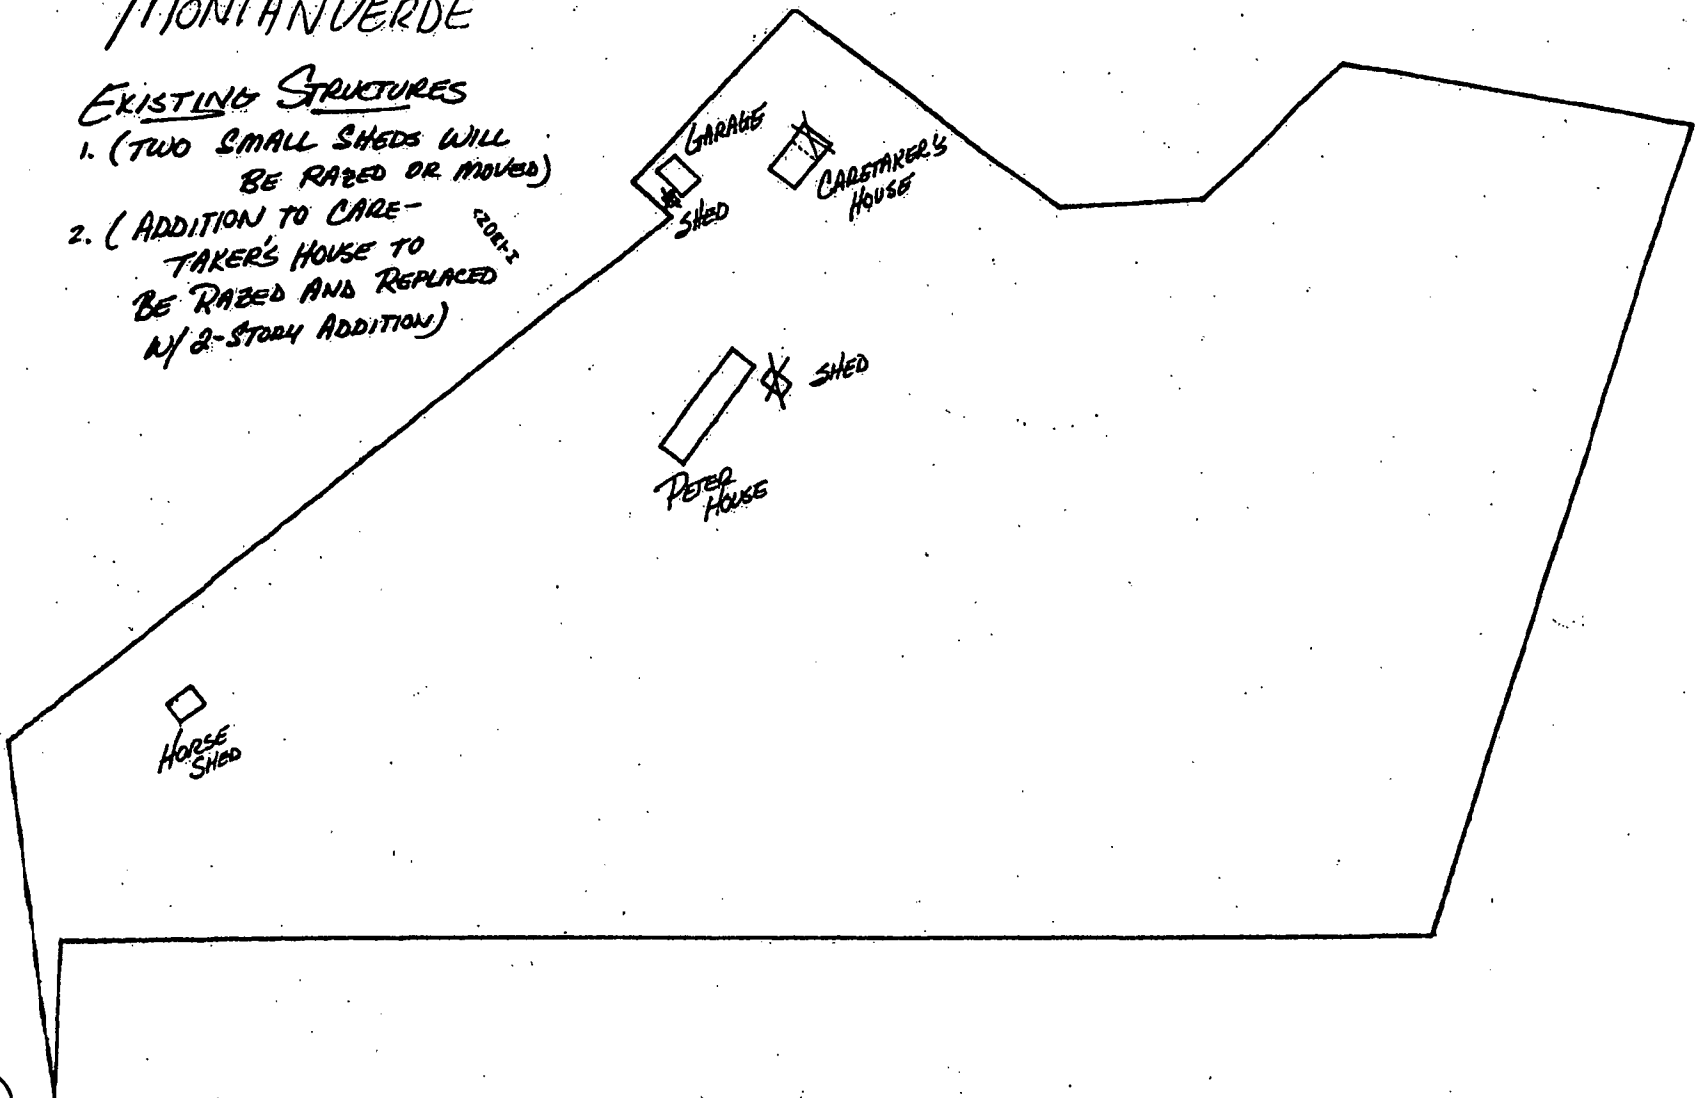 MONTANVERDE
EXISTING STRUCTURES
1. (TWO SMALL SHEDS WILL
BE RAZED OR MOVED)
2. (ADDITION TO CARE-
TAKER'S HOUSE TO
BE RAZED AND REPLACED
W/ 2-STORY ADDITION)
NORTH
GARAGE
SHED
CARETAKER'S
HOUSE
SHED
PETER
HOUSE
HORSE
SHED